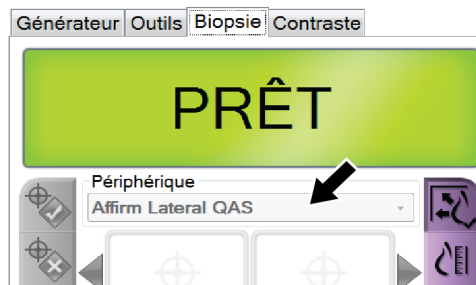 Générateur Outils Biopsie Contraste
PRÊT
Périphérique
Affirm Lateral QAS